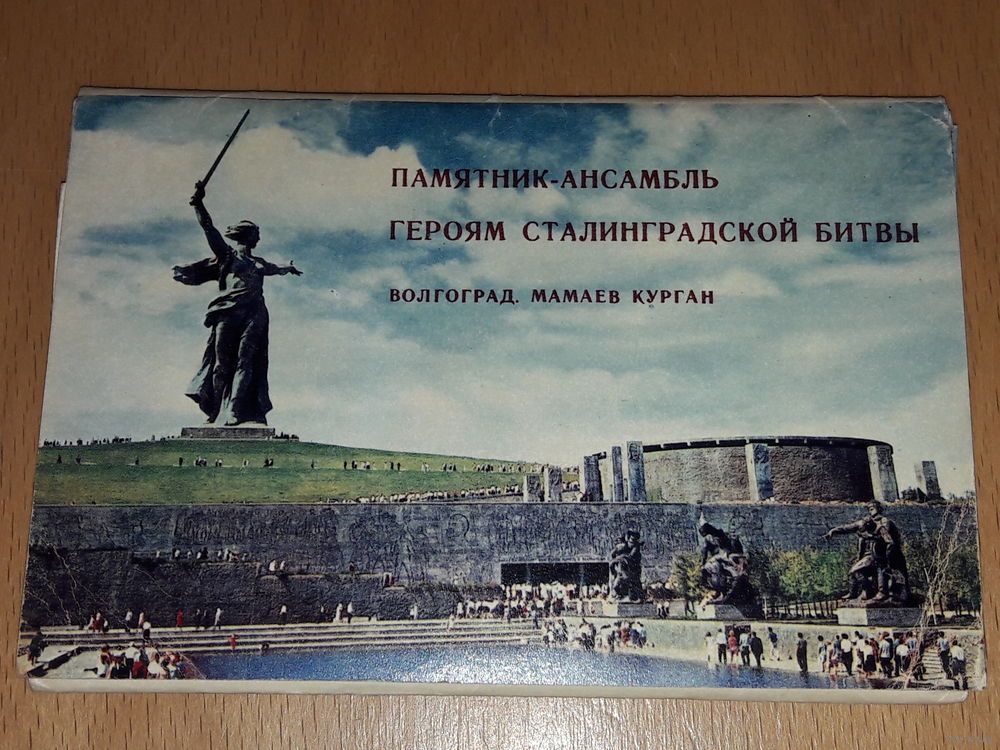 ПАМЯТНИК-АНСАМБЛЬ
ГЕРОЯМ СТАЛИНГРАДСКОЙ БИТВЫ
ВОЛГОГРАД. МАМАЕВ КУРГАН